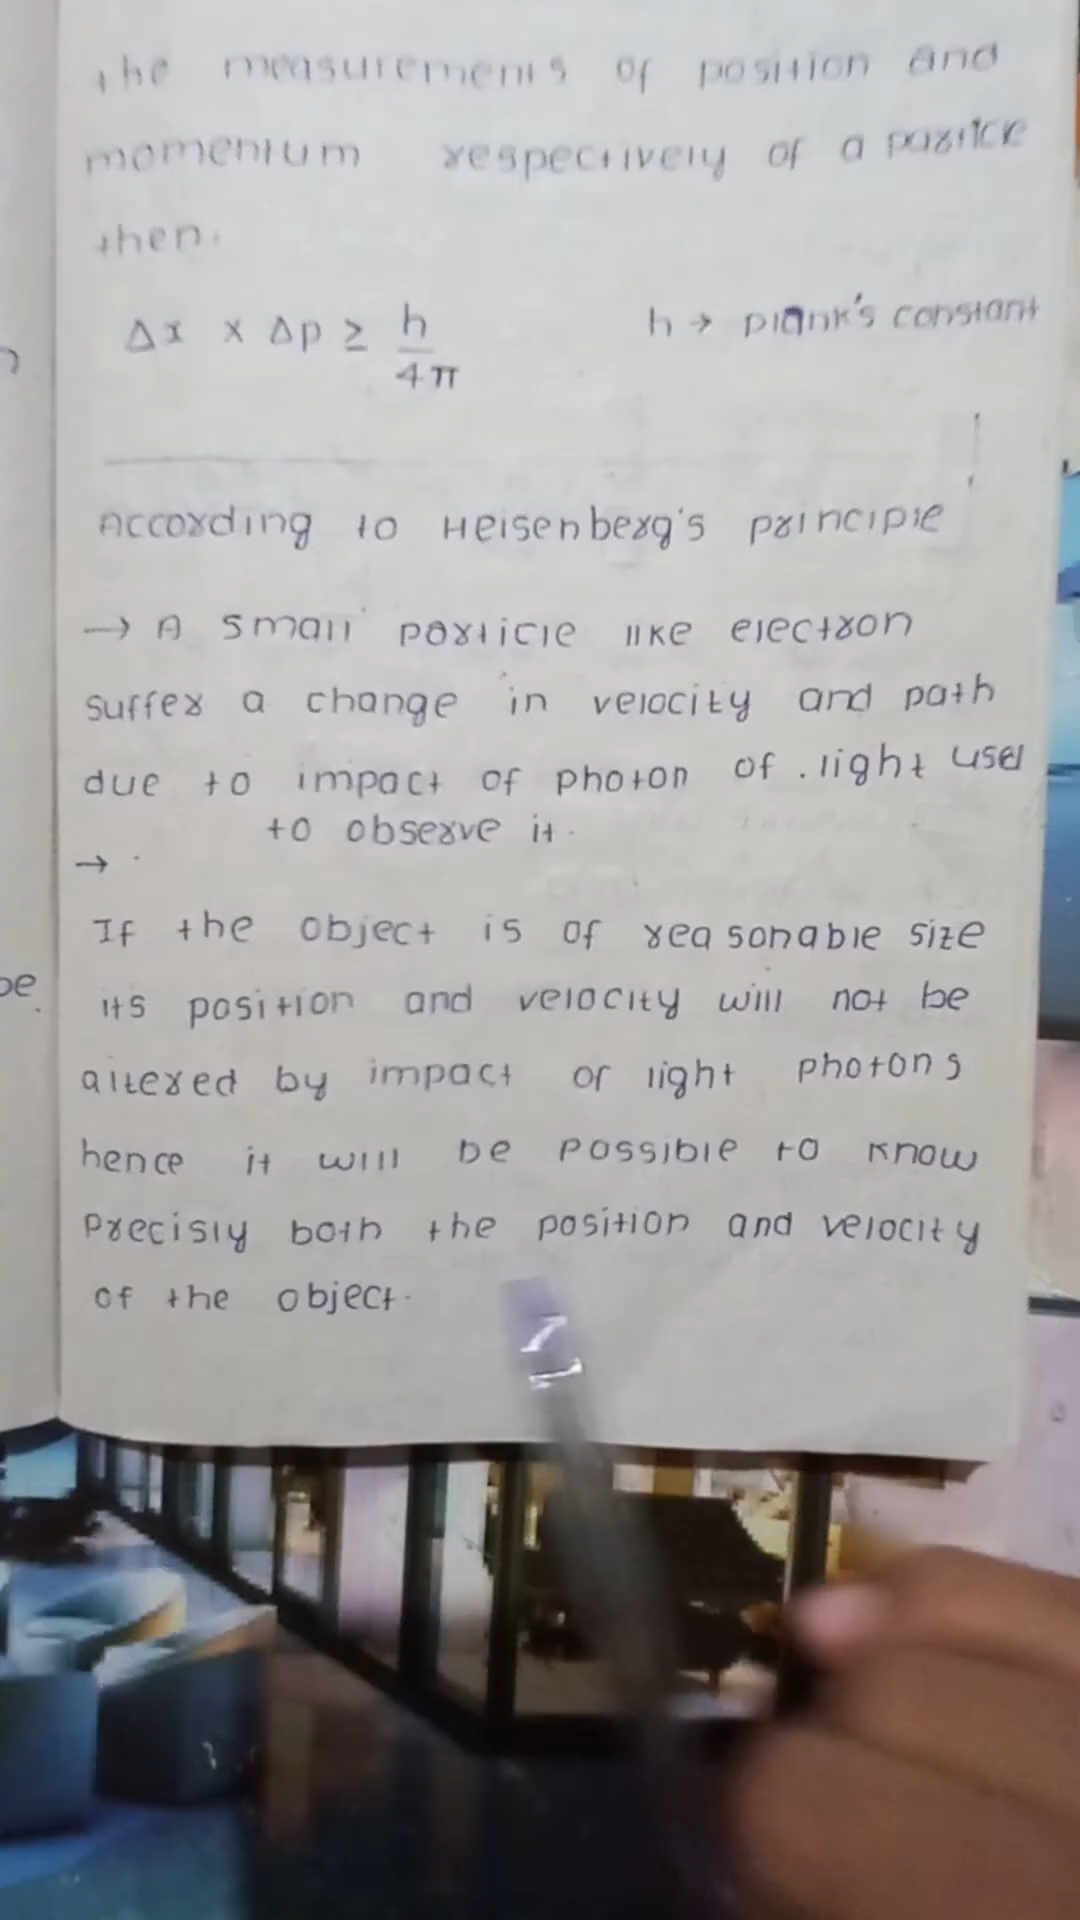 the measurements of position and
momentum respectively of a particle
then.
Δx × Δp ≥ h/4π h → plank's constant
According to Heisenberg's principle
→ A small particle like electron
suffer a change in velocity and path
due to impact of photon of . light used
to observe it.
→
If the object is of reasonable size
its position and velocity will not be
altered by impact or light photons
hence it will be possible to know
precisly both the position and velocity
of the object.
be.